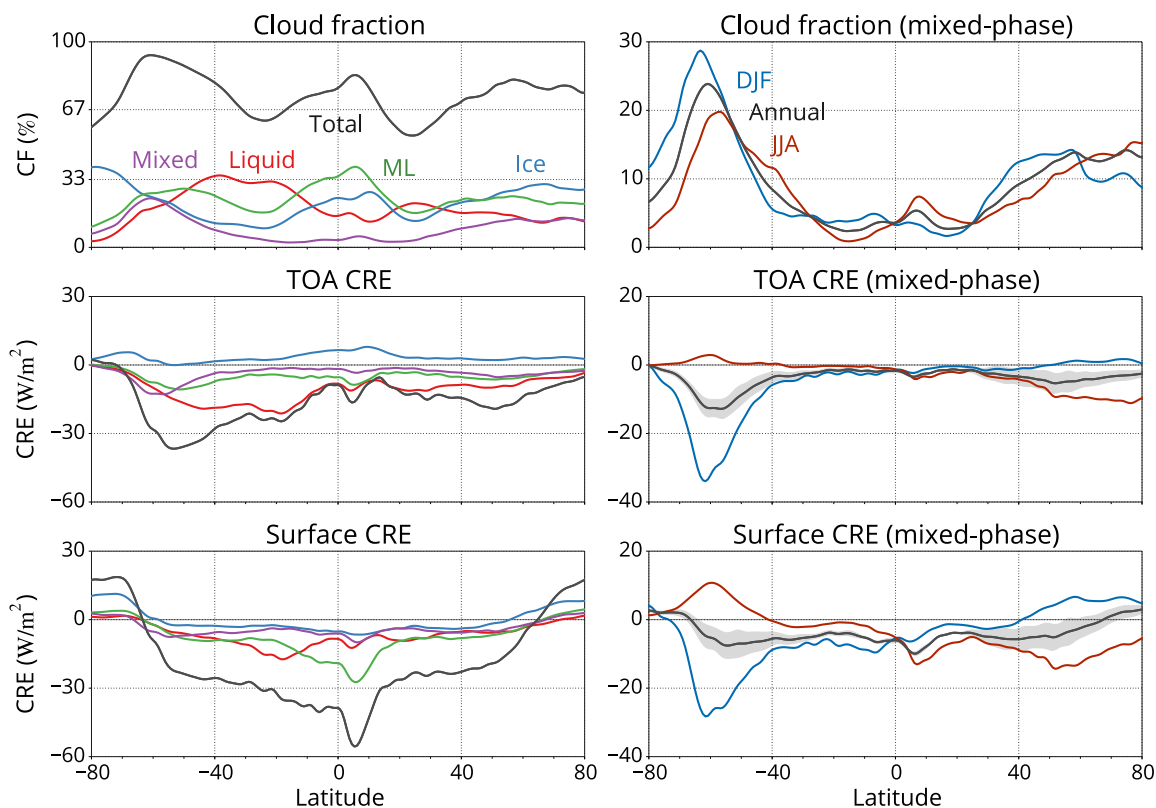 Cloud fraction
100
67
33
0
CF (%)
Total
Mixed
Liquid
ML
Ice
Cloud fraction (mixed-phase)
30
20
10
0
DJF
Annual
JJA
TOA CRE
30
0
−30
−60
CRE (W/m²)
TOA CRE (mixed-phase)
20
0
−20
−40
Surface CRE
30
0
−30
−60
CRE (W/m²)
−80
−40
0
40
80
Latitude
Surface CRE (mixed-phase)
20
0
−20
−40
−80
−40
0
40
80
Latitude